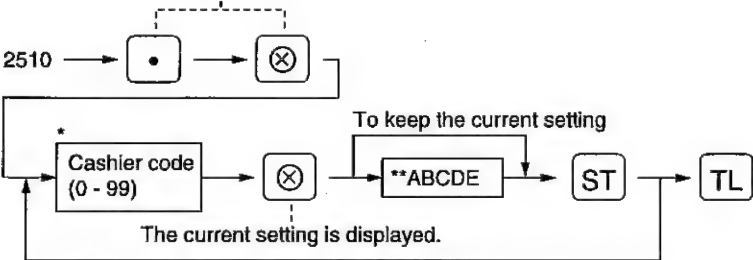 2510 • ⊗
To keep the current setting
*
Cashier code
(0 - 99) ⊗ **ABCDE ST TL
The current setting is displayed.